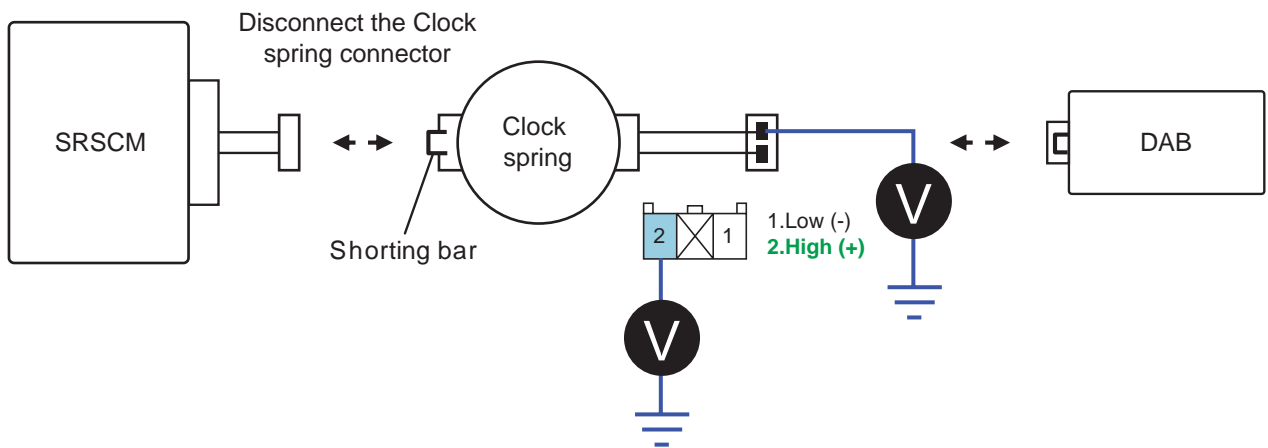 Disconnect the Clock
spring connector
SRSCM
Clock
spring
DAB
V
Shorting bar
2
1
1.Low (-)
2.High (+)
V